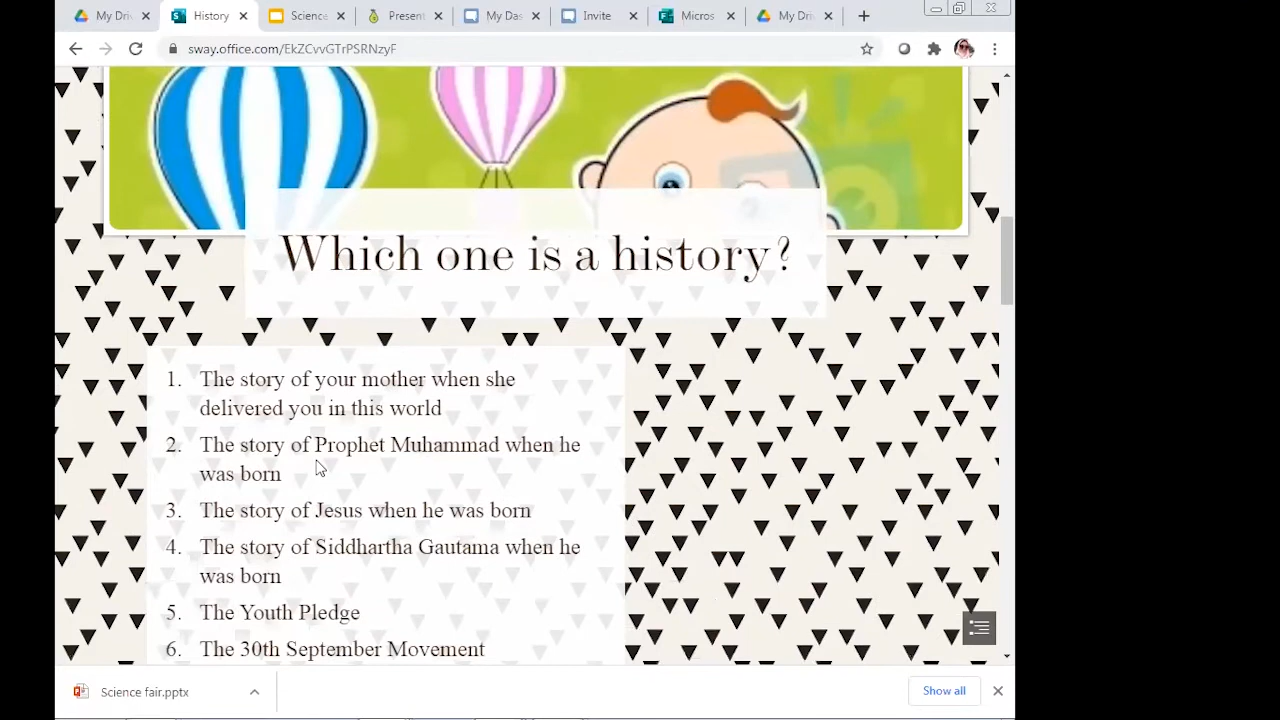 My Driv
History
Science
Present
My Das
Invite
Micros
My Driv
sway.office.com/EkZCvvGTrPSRNzyF
Which one is a history?
1. The story of your mother when she
delivered you in this world
2. The story of Prophet Muhammad when he
was born
3. The story of Jesus when he was born
4. The story of Siddhartha Gautama when he
was born
5. The Youth Pledge
6. The 30th September Movement
Science fair.pptx
Show all